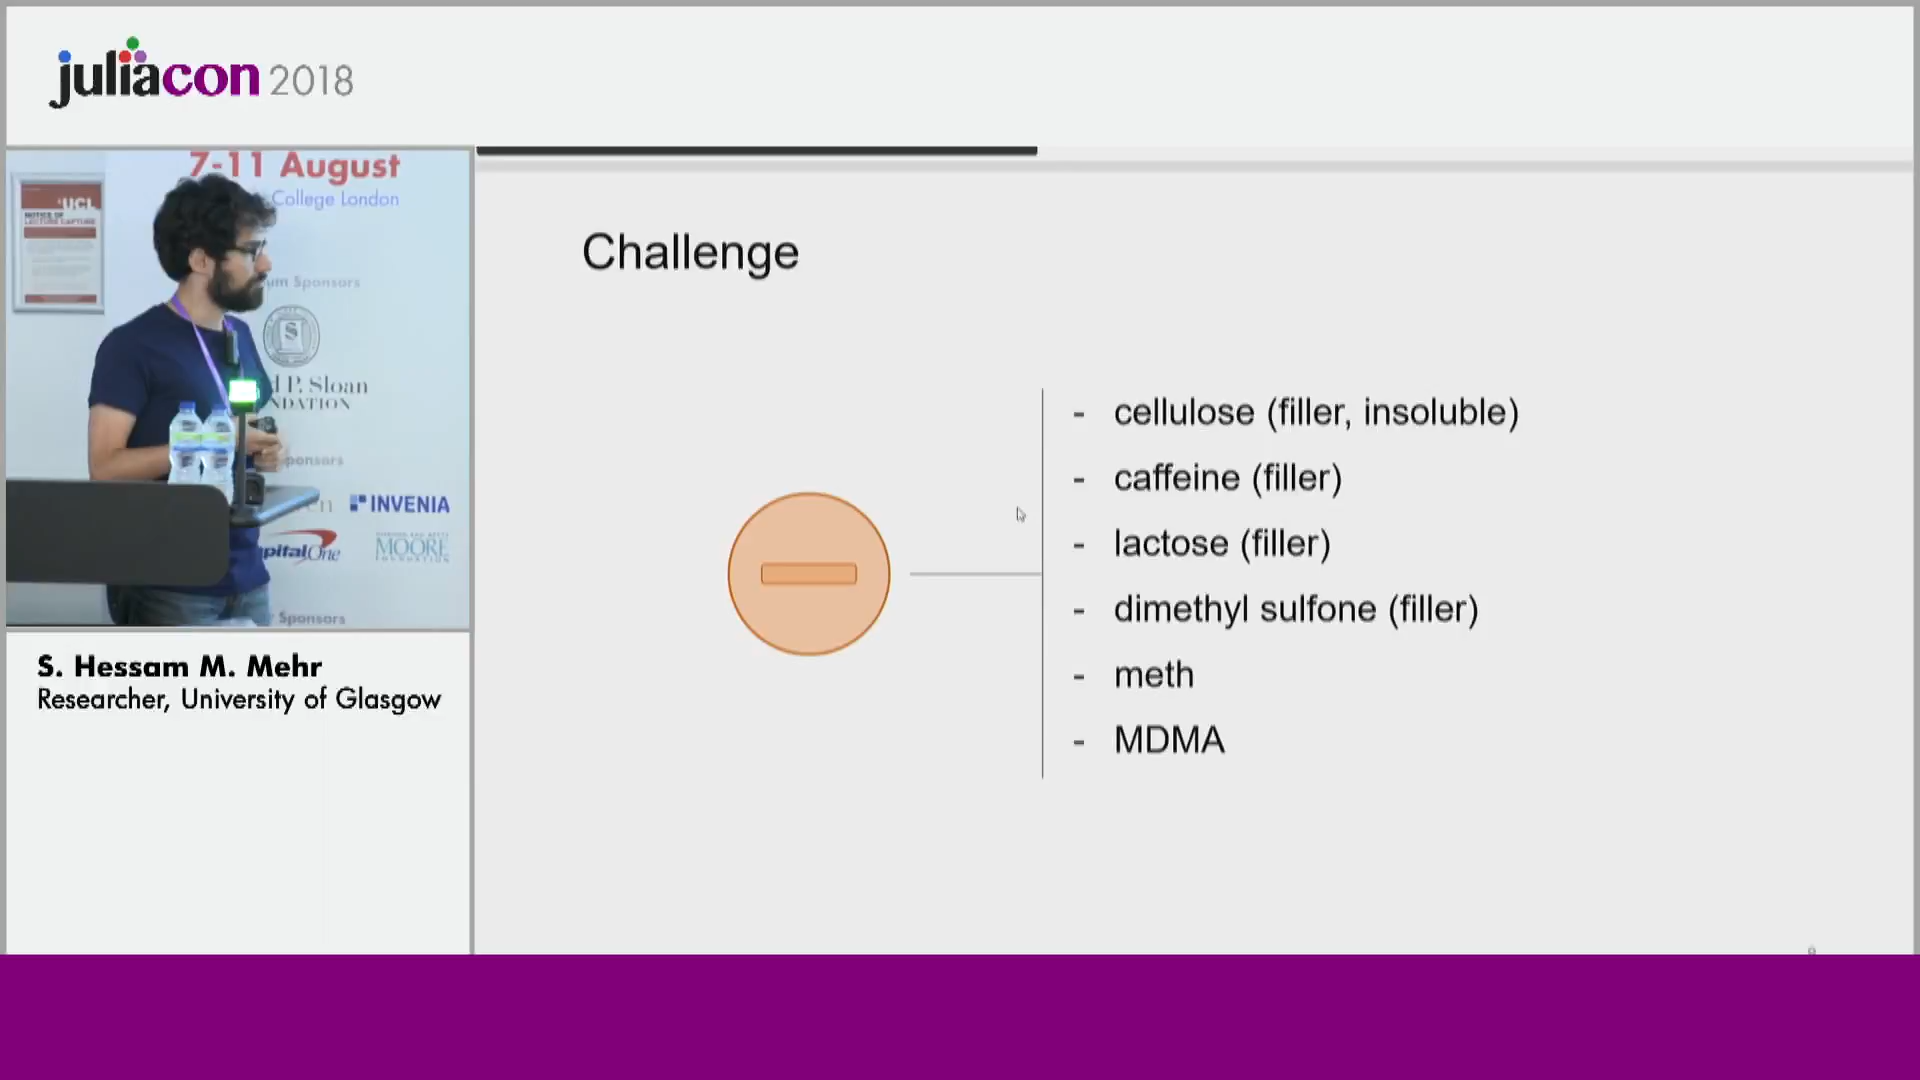 juliacon 2018
7-11 August
College London
UCL
NOTICE OF
LECTURE CAPTURE
um Sponsors
d P. Sloan
NDATION
ponsors
INVENIA
pitalOne
MOORE
FOUNDATION
Sponsors
S. Hessam M. Mehr
Researcher, University of Glasgow
Challenge
- cellulose (filler, insoluble)
- caffeine (filler)
- lactose (filler)
- dimethyl sulfone (filler)
- meth
- MDMA